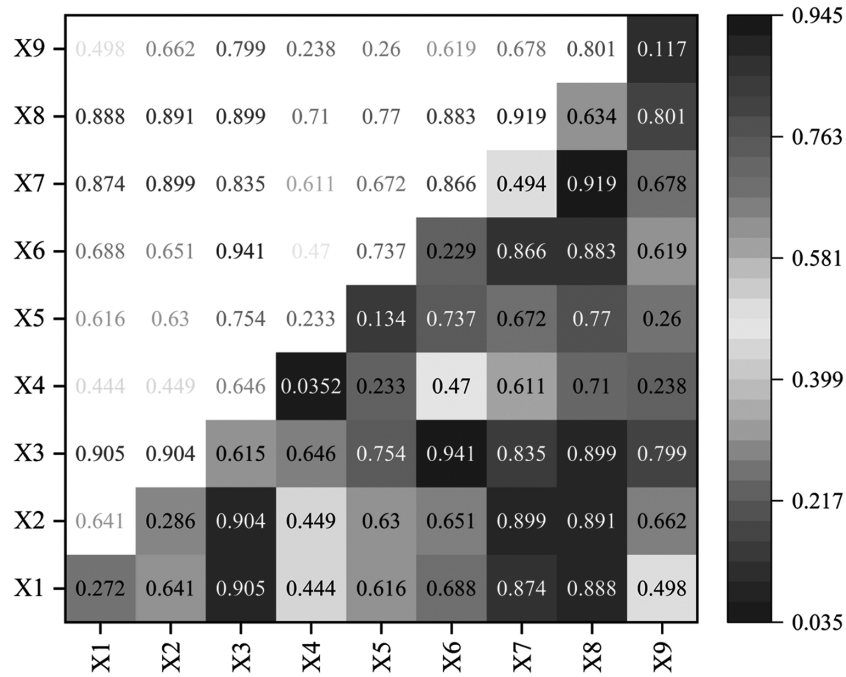 X9 0.498 0.662 0.799 0.238 0.26 0.619 0.678 0.801 0.117
X8 0.888 0.891 0.899 0.71 0.77 0.883 0.919 0.634 0.801
X7 0.874 0.899 0.835 0.611 0.672 0.866 0.494 0.919 0.678
X6 0.688 0.651 0.941 0.47 0.737 0.229 0.866 0.883 0.619
X5 0.616 0.63 0.754 0.233 0.134 0.737 0.672 0.77 0.26
X4 0.444 0.449 0.646 0.0352 0.233 0.47 0.611 0.71 0.238
X3 0.905 0.904 0.615 0.646 0.754 0.941 0.835 0.899 0.799
X2 0.641 0.286 0.904 0.449 0.63 0.651 0.899 0.891 0.662
X1 0.272 0.641 0.905 0.444 0.616 0.688 0.874 0.888 0.498
X1 X2 X3 X4 X5 X6 X7 X8 X9
0.945
0.763
0.581
0.399
0.217
0.035